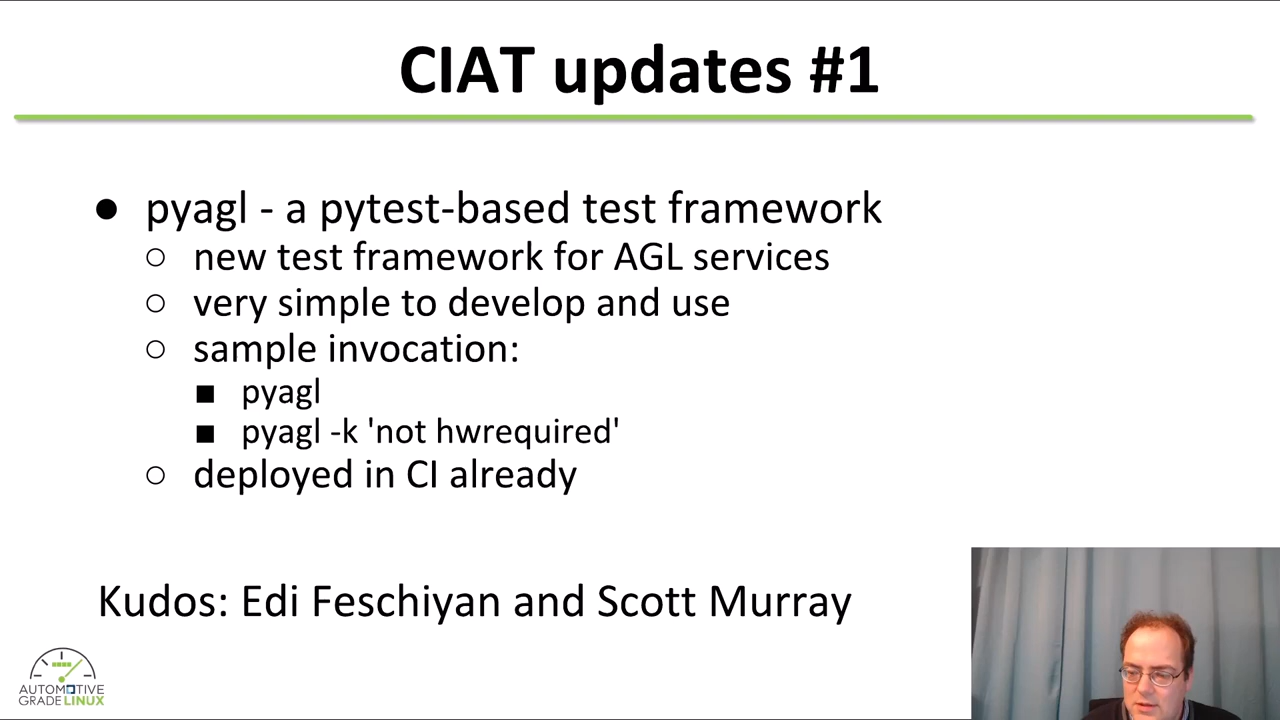 CIAT updates #1
● pyagl - a pytest-based test framework
○ new test framework for AGL services
○ very simple to develop and use
○ sample invocation:
■ pyagl
■ pyagl -k 'not hwrequired'
○ deployed in CI already
Kudos: Edi Feschiyan and Scott Murray
AUTOMOTIVE
GRADE LINUX